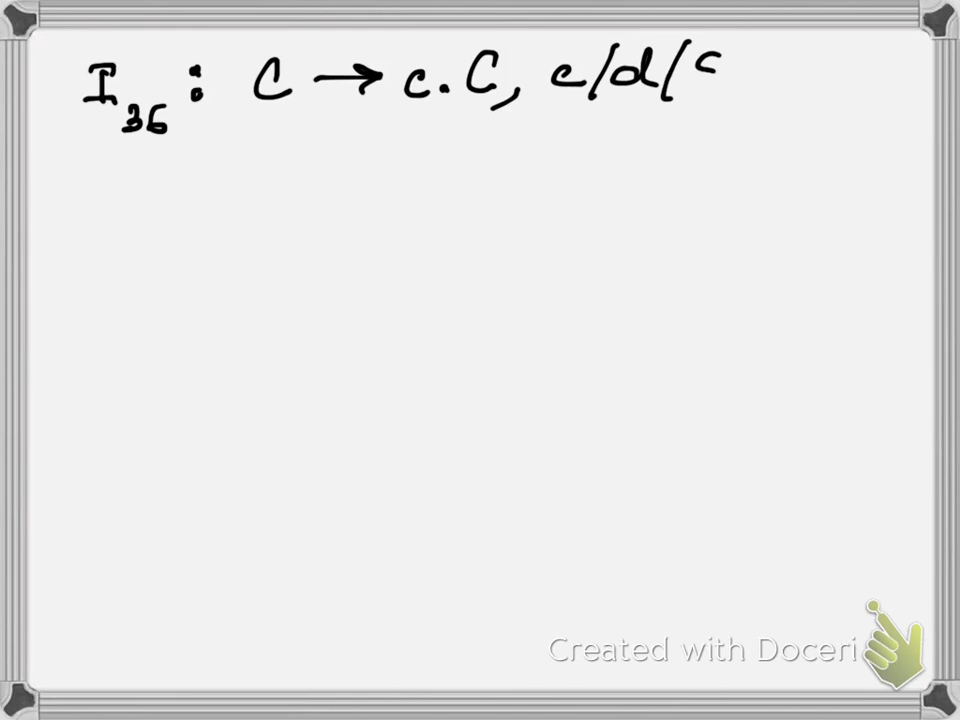 I₃₆ : C → c.C, c/d/
Created with Doceri